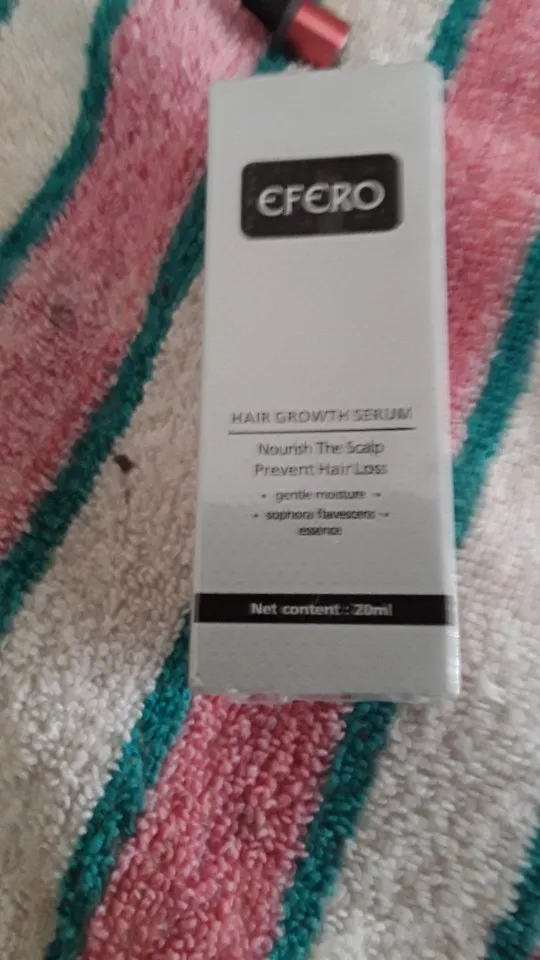 EFERO
HAIR GROWTH SERUM
Nourish The Scalp
Prevent Hair Loss
• gentle moisture •
• sophora flavescens •
essence
Net content : 20ml